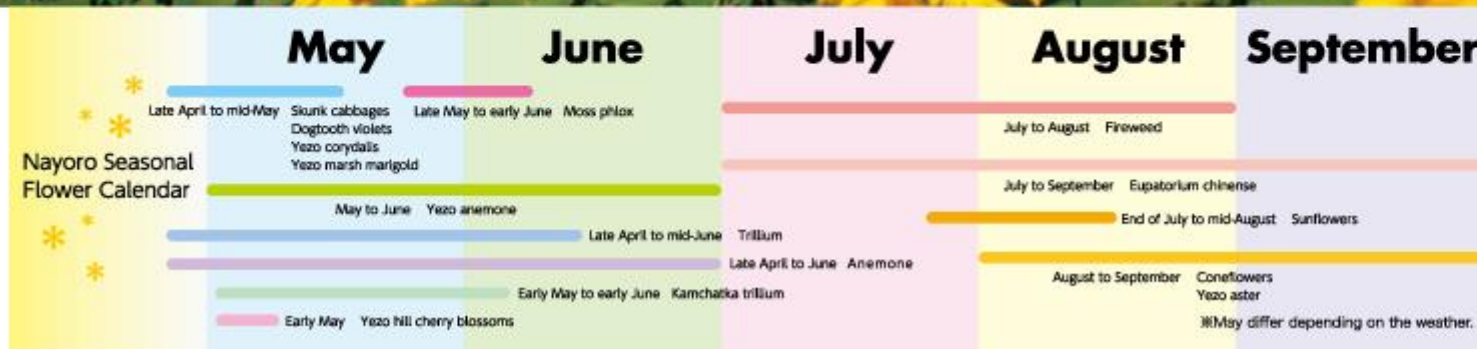 May
June
July
August
September
Nayoro Seasonal
Flower Calendar
Late April to mid-May Skunk cabbages
Dogtooth violets
Yezo corydalis
Yezo marsh marigold
Late May to early June Moss phlox
July to August Fireweed
July to September Eupatorium chinense
May to June Yezo anemone
End of July to mid-August Sunflowers
Late April to mid-June Trillium
Late April to June Anemone
August to September Coneflowers
Yezo aster
Early May to early June Kamchatka trillium
Early May Yezo hill cherry blossoms
※May differ depending on the weather.